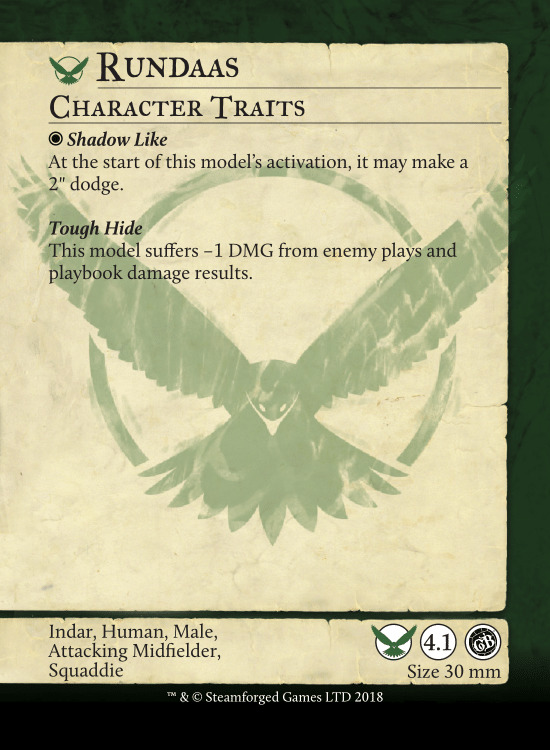 Rundaas
Character Traits
Shadow Like
At the start of this model's activation, it may make a
2" dodge.
Tough Hide
This model suffers −1 DMG from enemy plays and
playbook damage results.
Indar, Human, Male,
Attacking Midfielder,
Squaddie
4.1
GB
Size 30 mm
™ & © Steamforged Games LTD 2018